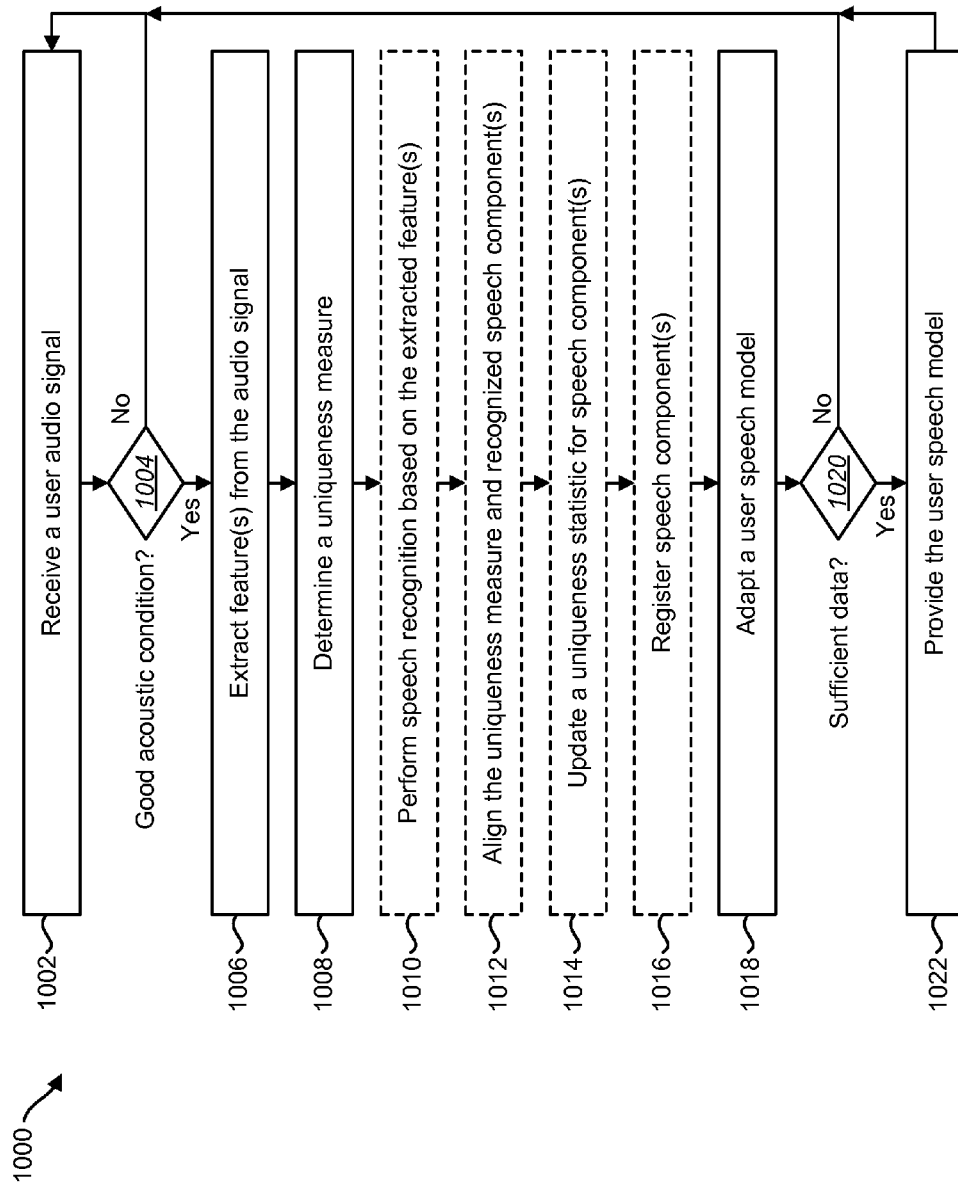 1000
1002
Receive a user audio signal
Good acoustic condition?
1004
No
Yes
1006
Extract feature(s) from the audio signal
1008
Determine a uniqueness measure
1010
Perform speech recognition based on the extracted feature(s)
1012
Align the uniqueness measure and recognized speech component(s)
1014
Update a uniqueness statistic for speech component(s)
1016
Register speech component(s)
1018
Adapt a user speech model
Sufficient data?
1020
No
Yes
1022
Provide the user speech model